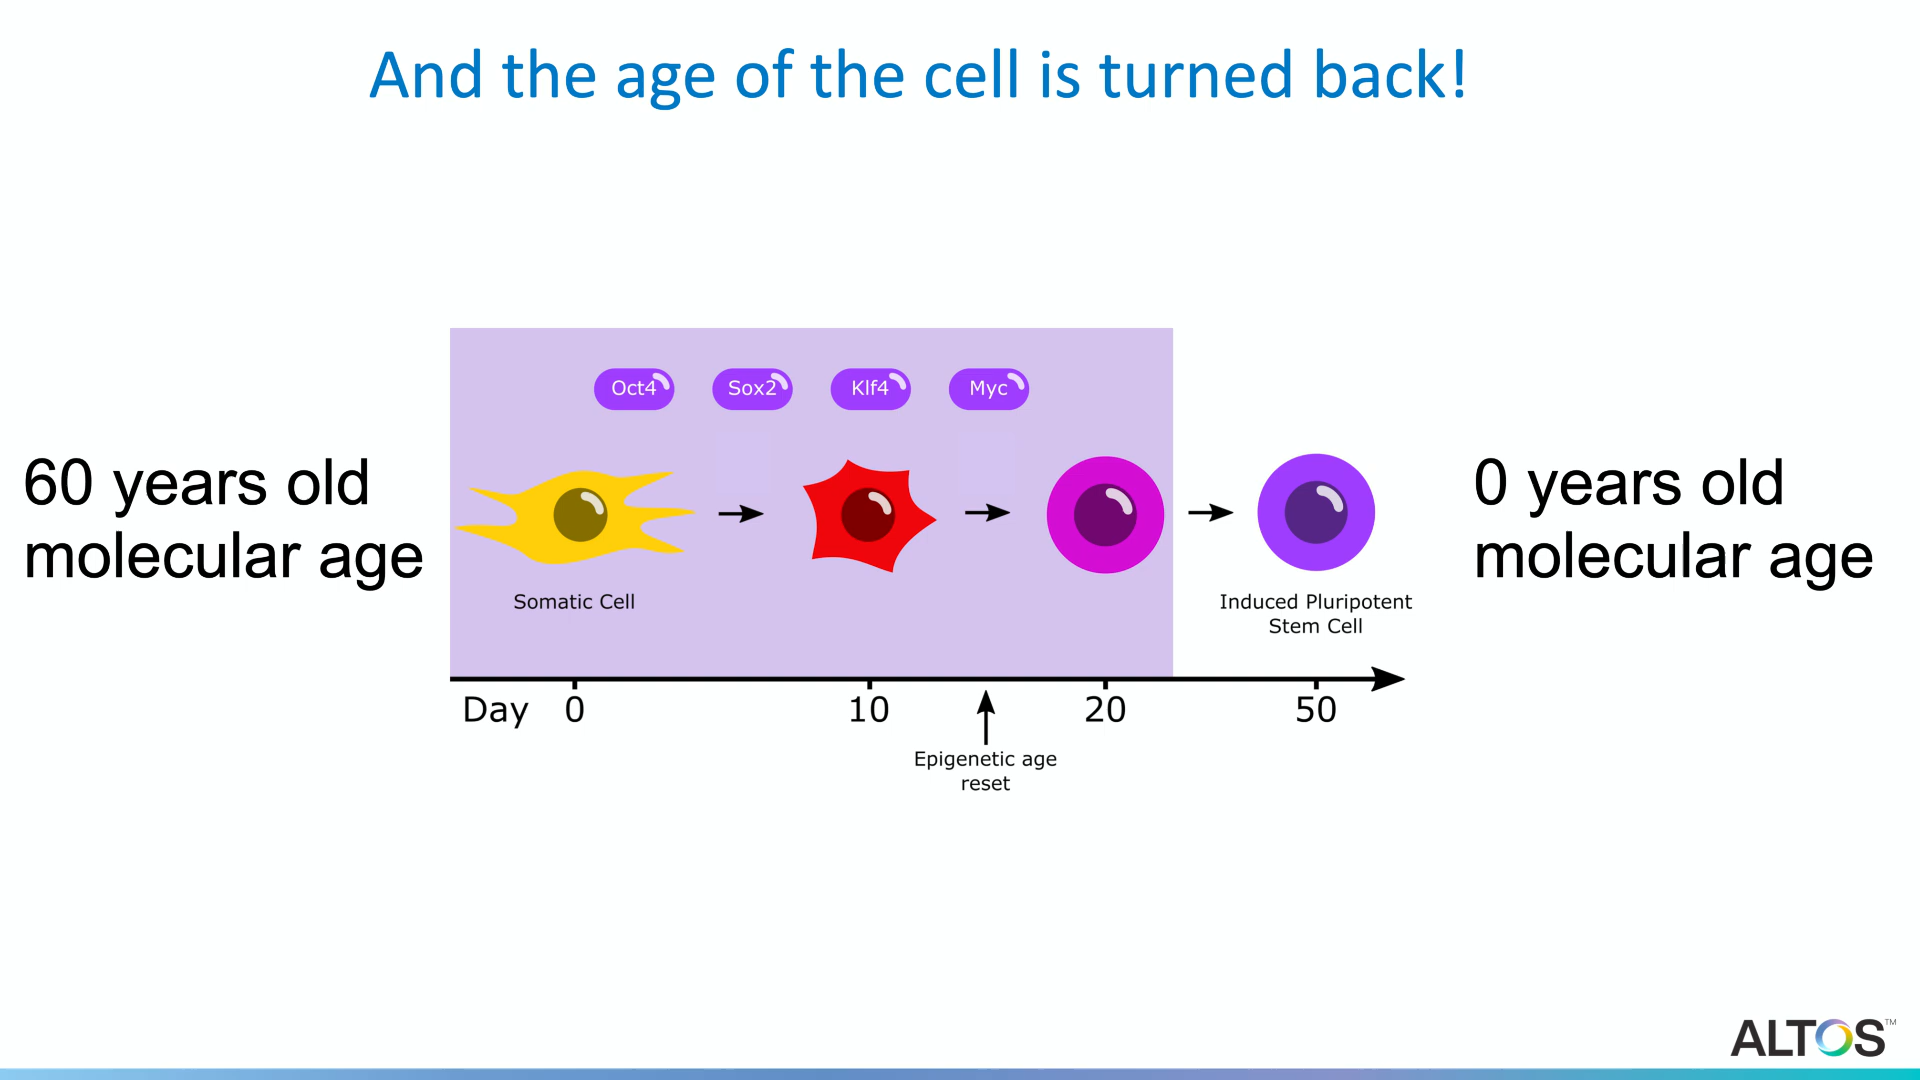 And the age of the cell is turned back!
Oct4 Sox2 Klf4 Myc
60 years old
molecular age
0 years old
molecular age
Somatic Cell
Induced Pluripotent
Stem Cell
Day 0 10 20 50
Epigenetic age
reset
ALTOS™